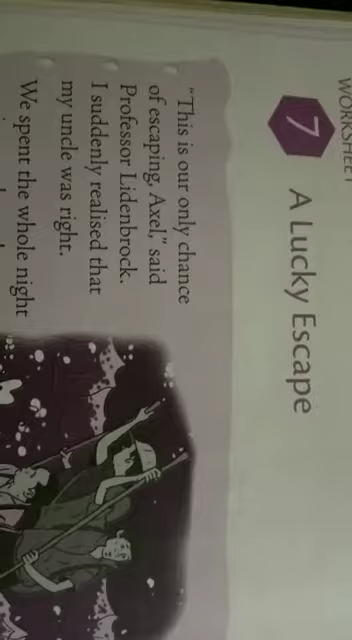 WORKSHEET
7
A Lucky Escape
"This is our only chance
of escaping, Axel," said
Professor Lidenbrock.
I suddenly realised that
my uncle was right.
We spent the whole night